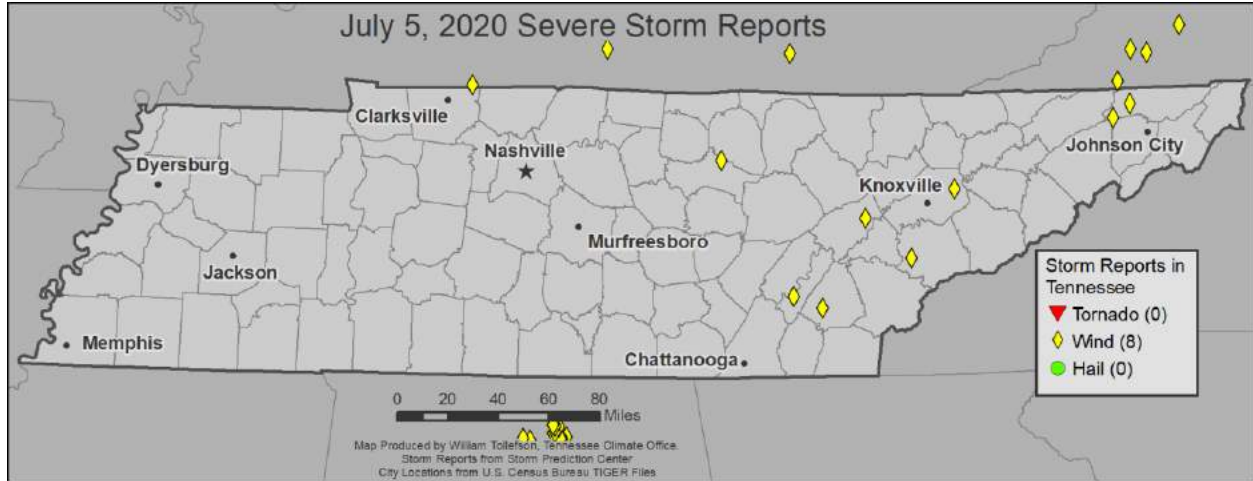 July 5, 2020 Severe Storm Reports
Clarksville
Nashville
Dyersburg
Johnson City
Knoxville
Murfreesboro
Jackson
Storm Reports in
Tennessee
Tornado (0)
Wind (8)
Hail (0)
Memphis
Chattanooga
0 20 40 60 80
Miles
Map Produced by William Tollefson, Tennessee Climate Office.
Storm Reports from Storm Prediction Center
City Locations from U.S. Census Bureau TIGER Files